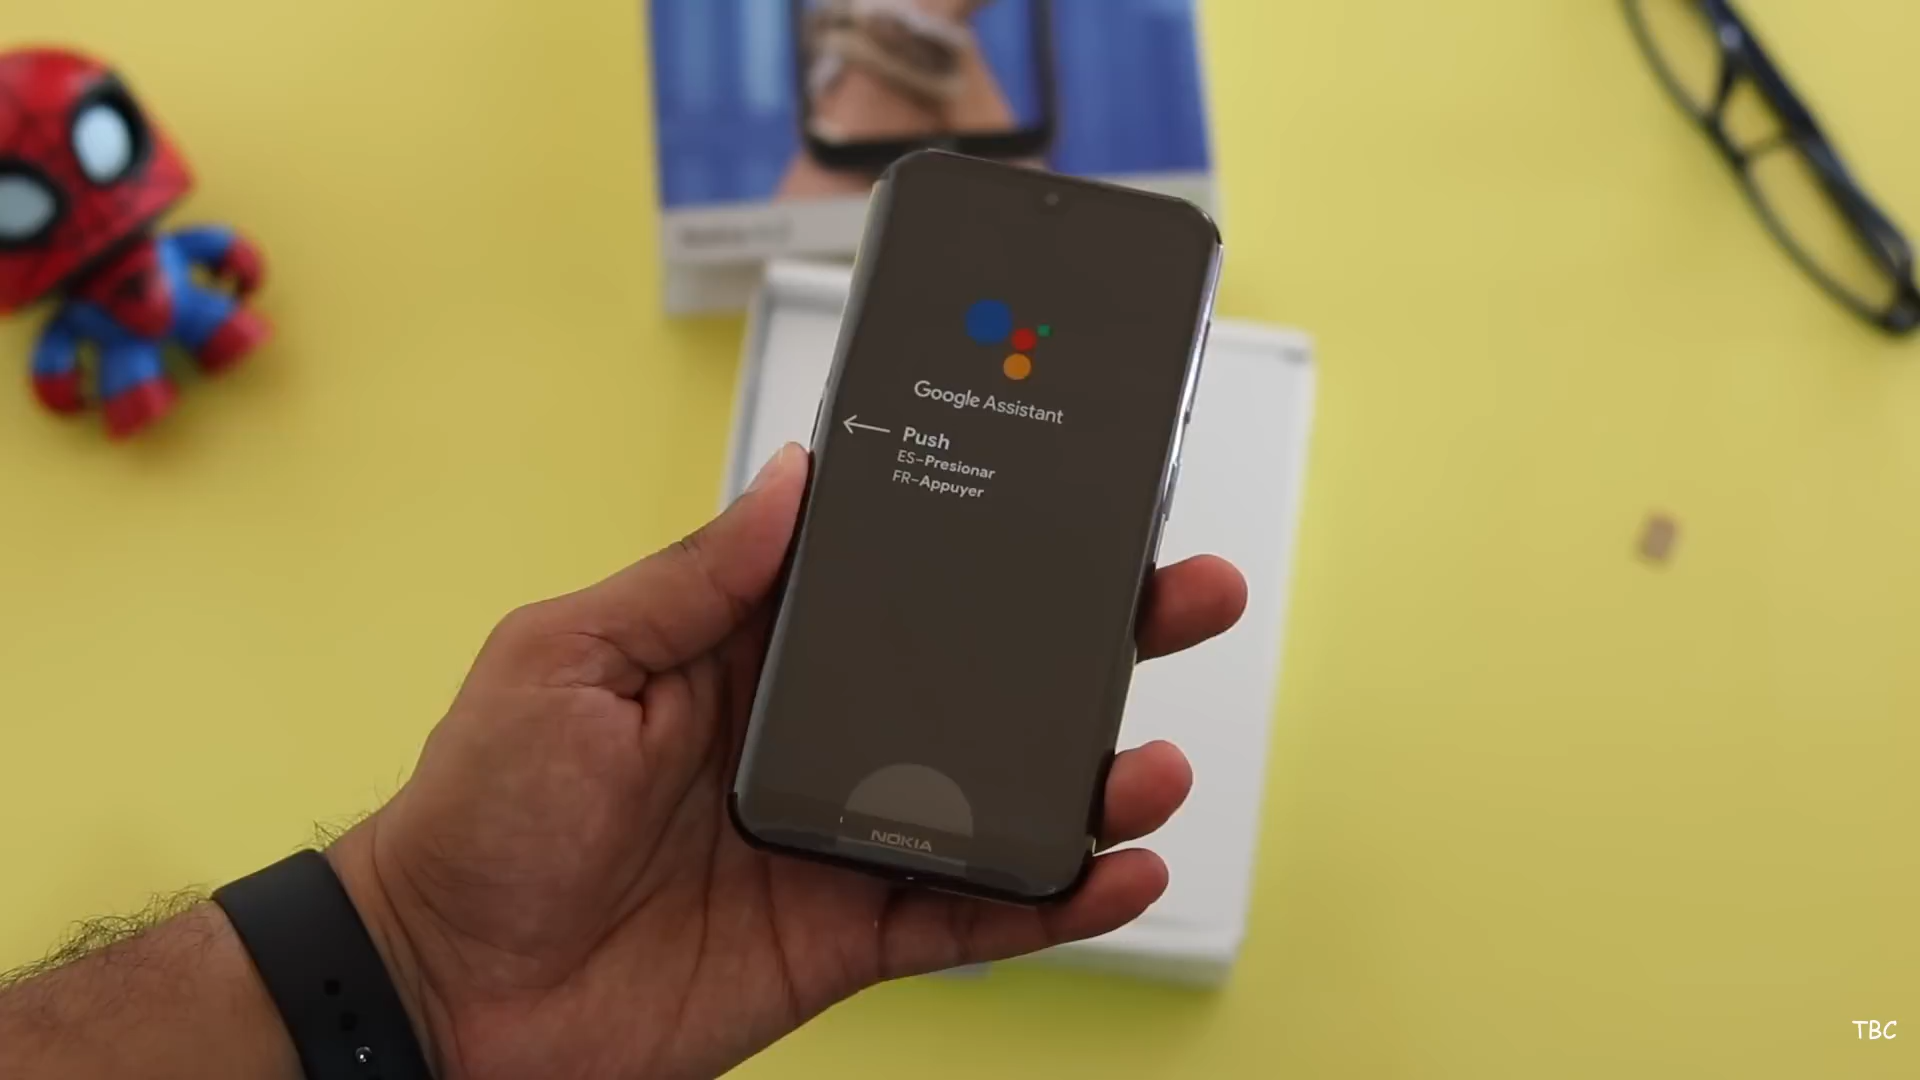 Google Assistant
Push
ES-Presionar
FR-Appuyer
NOKIA
TBC